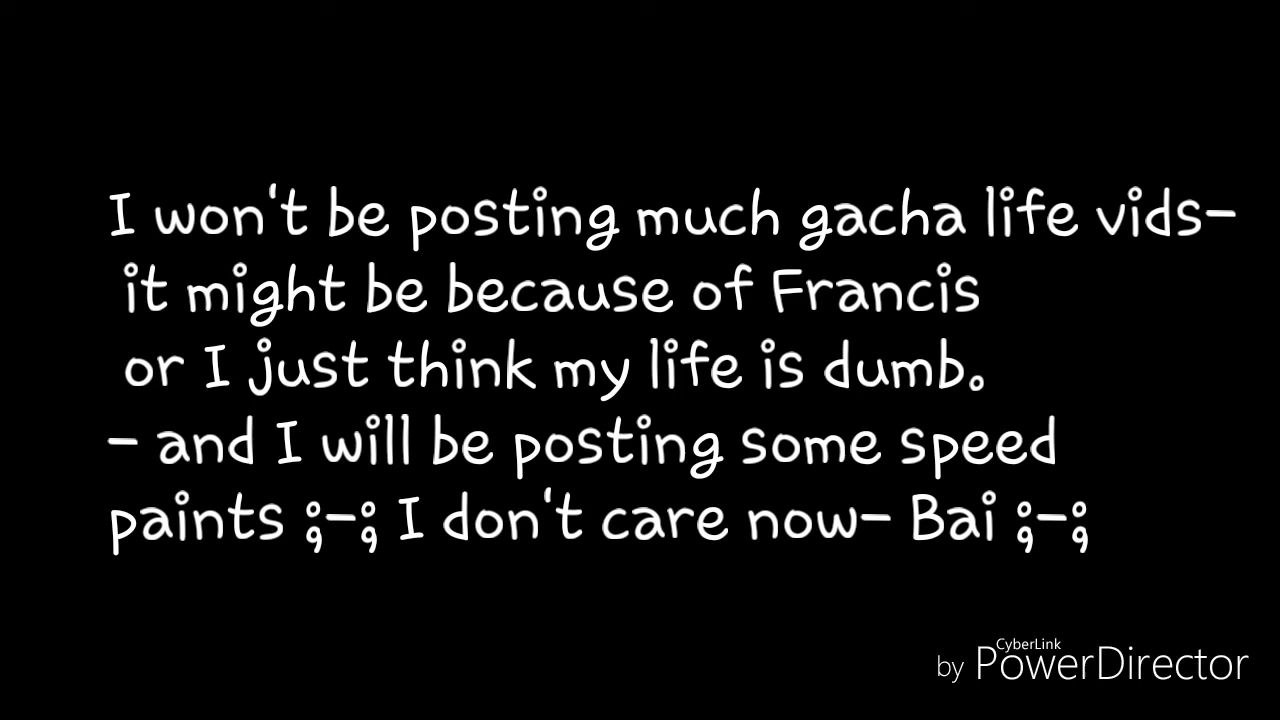 I won't be posting much gacha life vids-
it might be because of Francis
or I just think my life is dumb.
- and I will be posting some speed
paints ;-; I don't care now- Bai ;-;
CyberLink
by PowerDirector